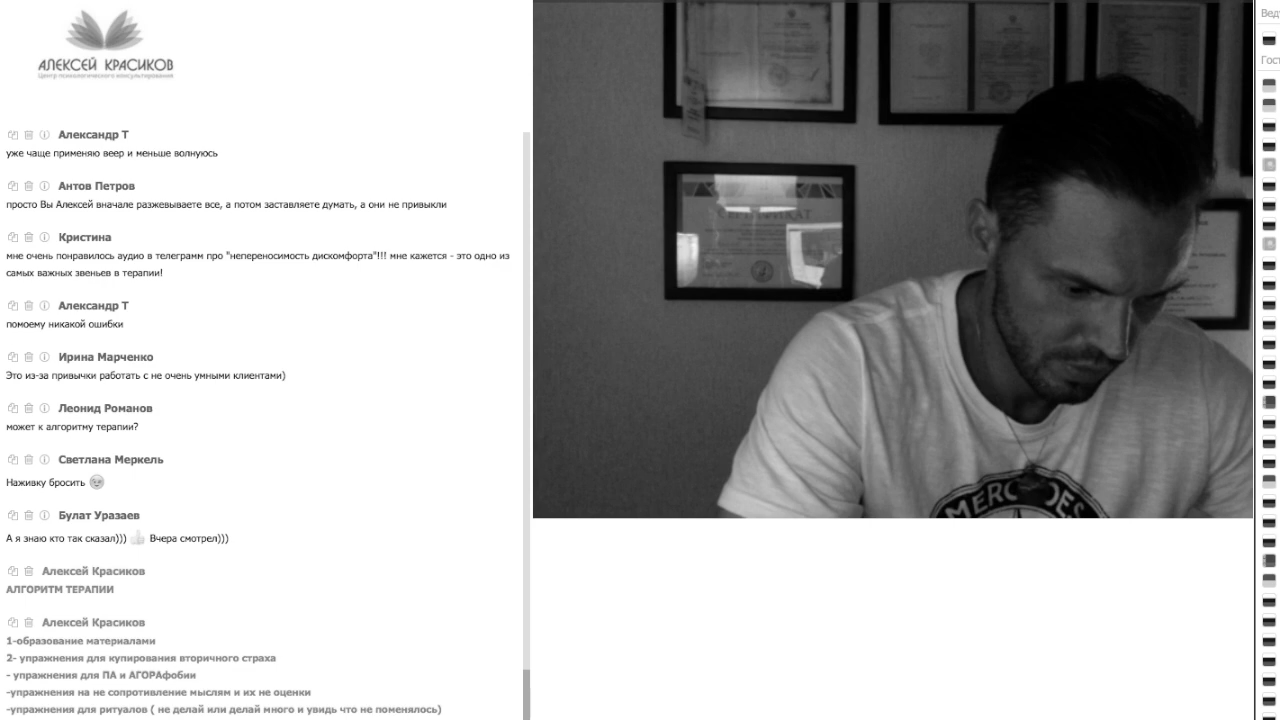 АЛЕКСЕЙ КРАСИКОВ
Центр психологического консультирования
Александр Т
уже чаще применяю веер и меньше волнуюсь
Антов Петров
просто Вы Алексей вначале разжевываете все, а потом заставляете думать, а они не привыкли
Кристина
мне очень понравилось аудио в телеграмм про "непереносимость дискомфорта"!!! мне кажется - это одно из
самых важных звеньев в терапии!
Александр Т
помоему никакой ошибки
Ирина Марченко
Это из-за привычки работать с не очень умными клиентами)
Леонид Романов
может к алгоритму терапии?
Светлана Меркель
Наживку бросить
Булат Уразаев
А я знаю кто так сказал))) Вчера смотрел)))
Алексей Красиков
АЛГОРИТМ ТЕРАПИИ
Алексей Красиков
1-образование материалами
2- упражнения для купирования вторичного страха
- упражнения для ПА и АГОРАфобии
-упражнения на не сопротивление мыслям и их не оценки
-упражнения для ритуалов ( не делай или делай много и увидь что не поменялось)
СЕРТИФИКАТ
MERCEDES
Вед
Гост